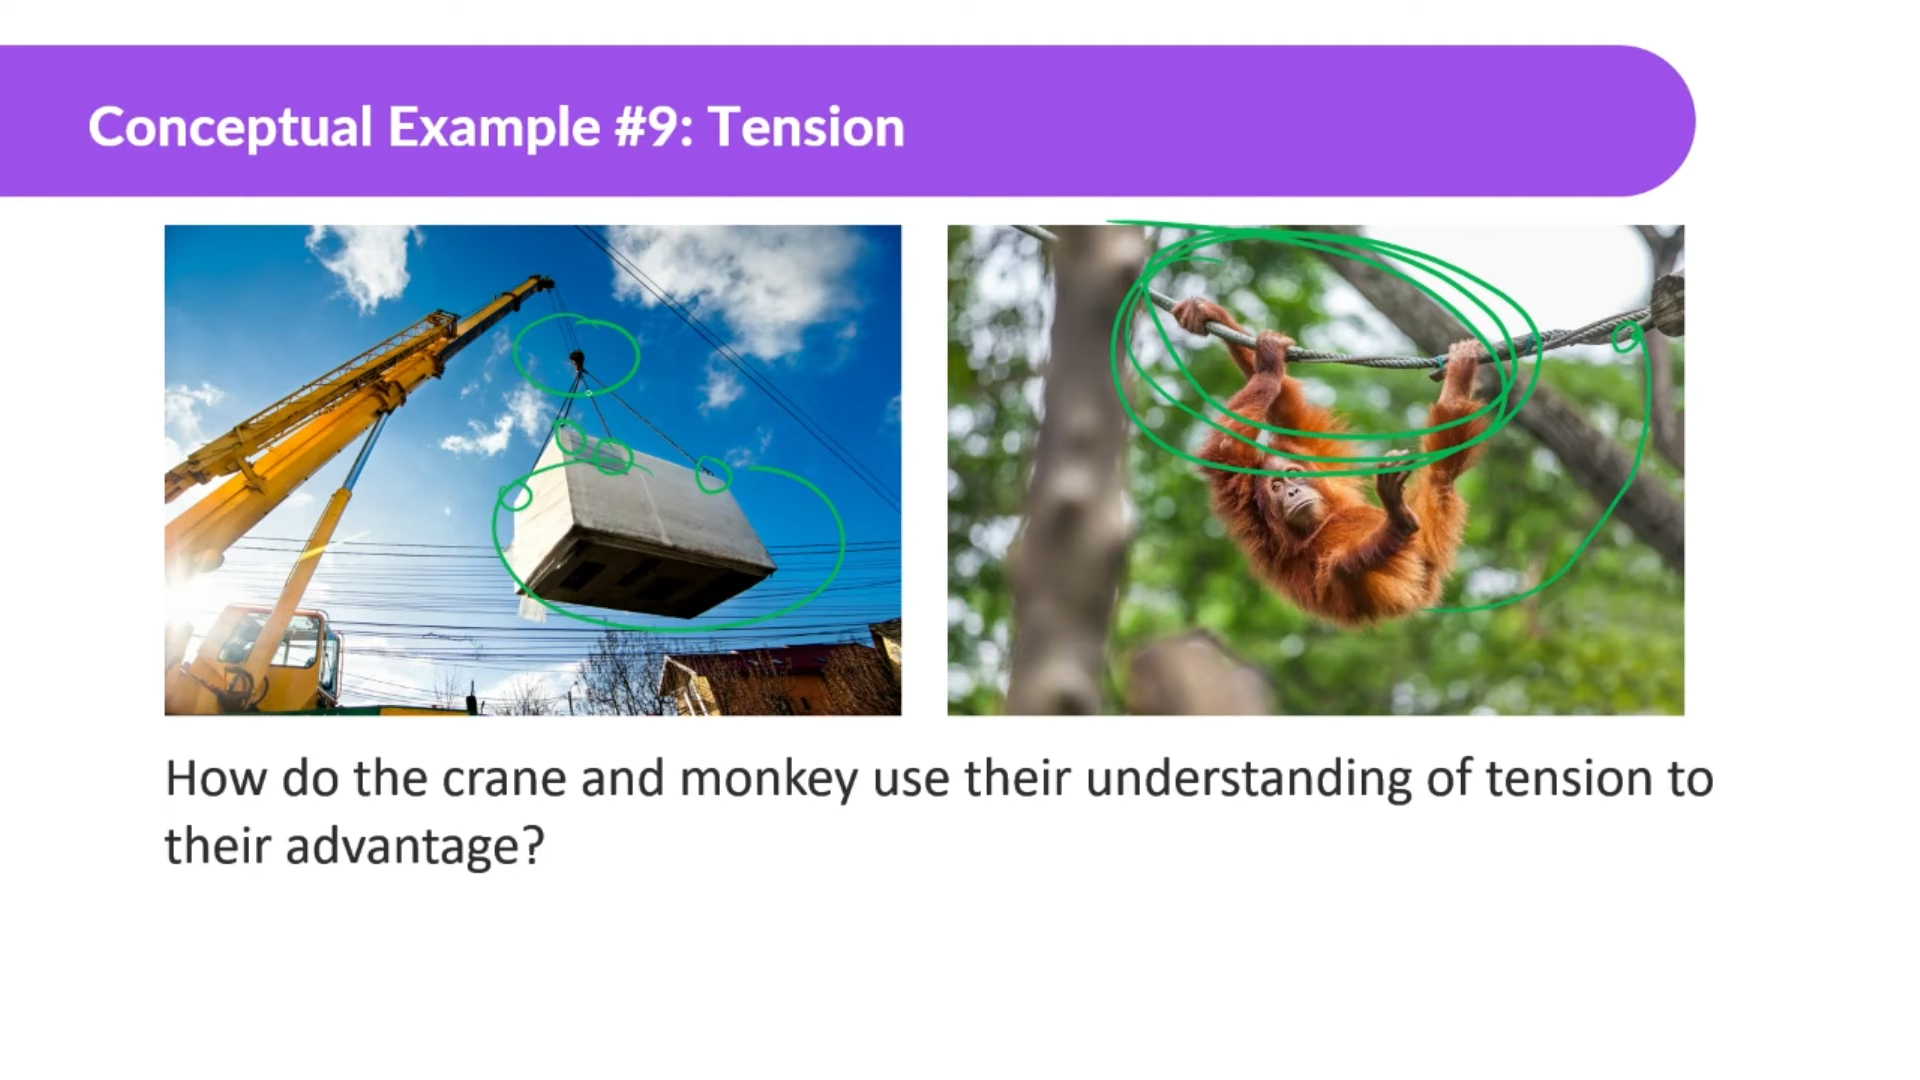 Conceptual Example #9: Tension
How do the crane and monkey use their understanding of tension to
their advantage?